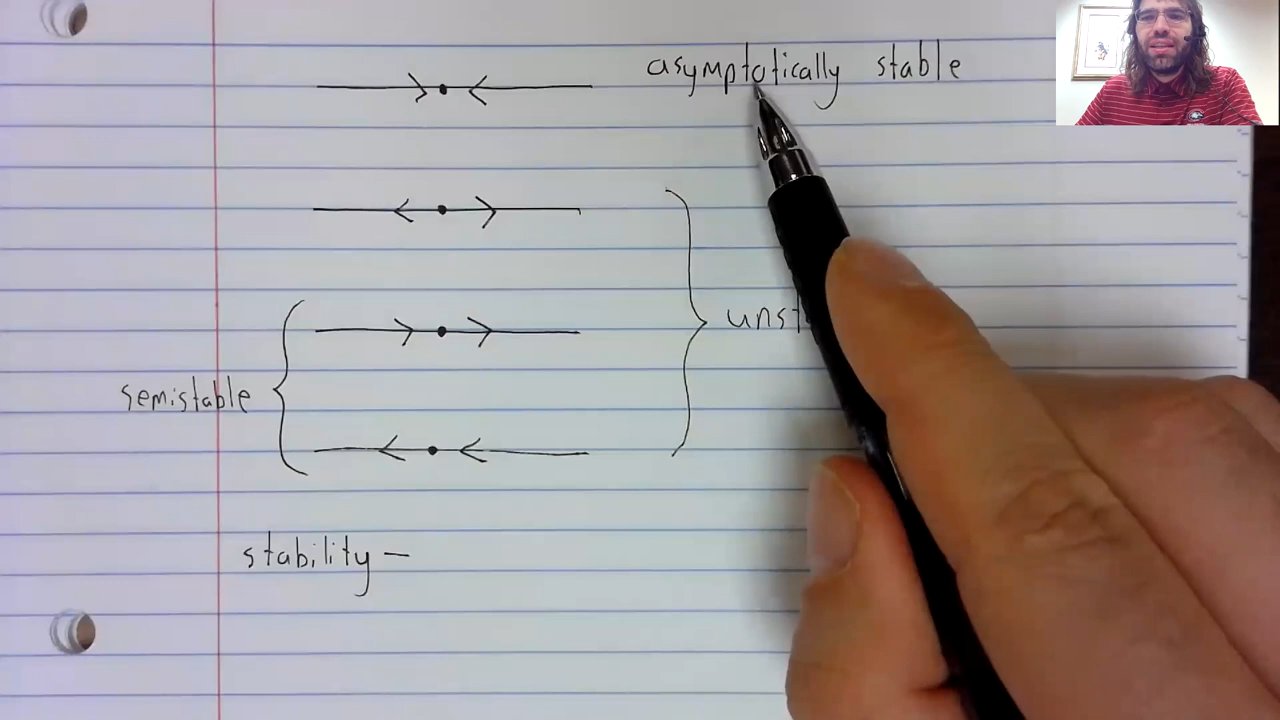 asymptotically stable
semistable
stability —